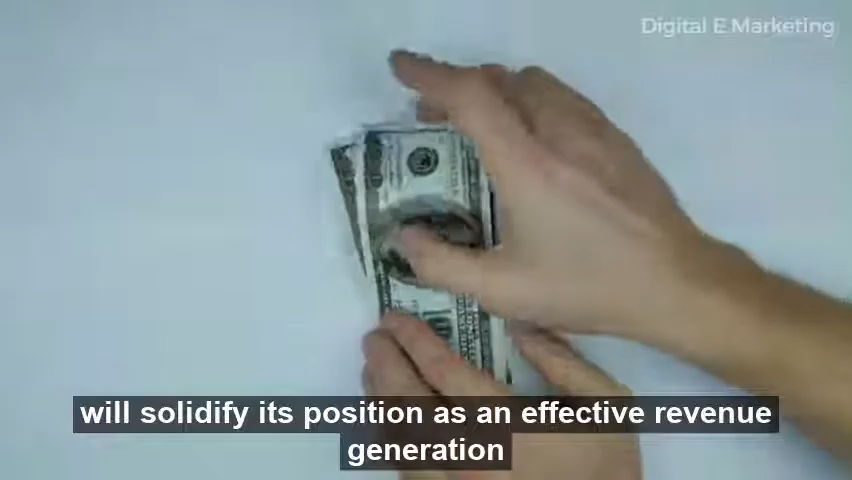 Digital E Marketing
will solidify its position as an effective revenue
generation